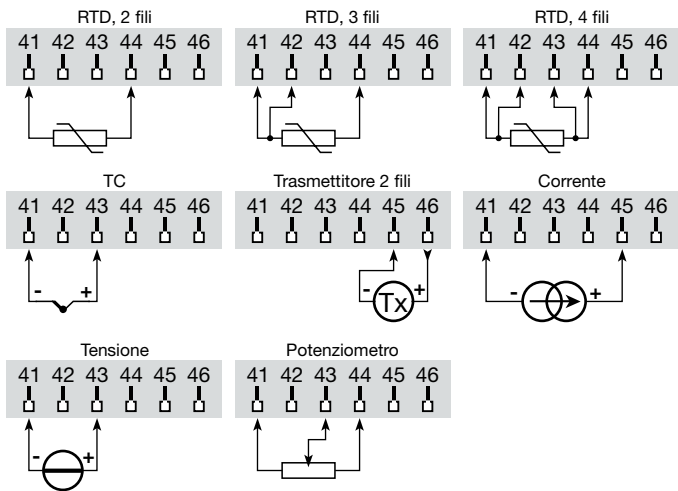 RTD, 2 fili RTD, 3 fili RTD, 4 fili
41 42 43 44 45 46 41 42 43 44 45 46 41 42 43 44 45 46
TC Trasmettitore 2 fili Corrente
41 42 43 44 45 46 41 42 43 44 45 46 41 42 43 44 45 46
- + - Tx + - +
Tensione Potenziometro
41 42 43 44 45 46 41 42 43 44 45 46
- +